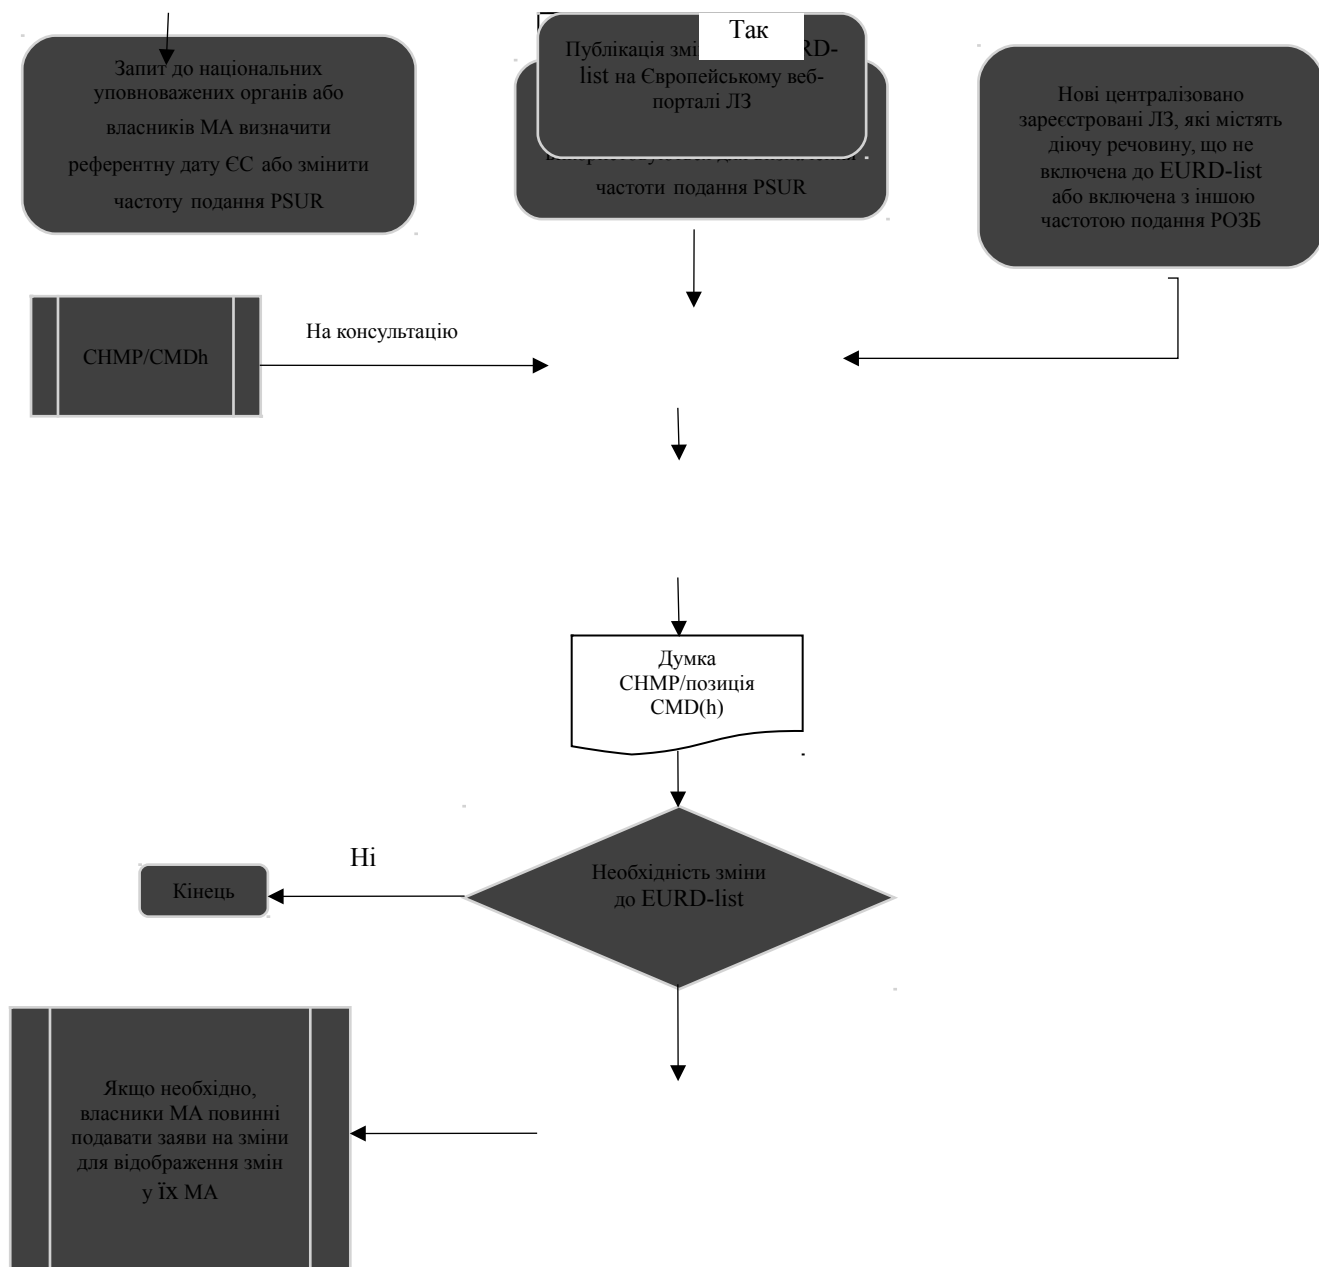 Запит до національних
уповноважених органів або
власників МА визначити
референтну дату ЄС або змінити
частоту подання PSUR
Так
Публікація
list на Європейському веб-
порталі ЛЗ
частоти подання PSUR
Нові централізовано
зареєстровані ЛЗ, які містять
діючу речовину, що не
включена до EURD-list
або включена з іншою
частотою подання РОЗБ
CHMP/CMDh
На консультацію
Думка
CHMP/позиція
CMD(h)
Необхідність зміни
до EURD-list
Ні
Кінець
Якщо необхідно,
власники МА повинні
подавати заяви на зміни
для відображення змін
у їх МА